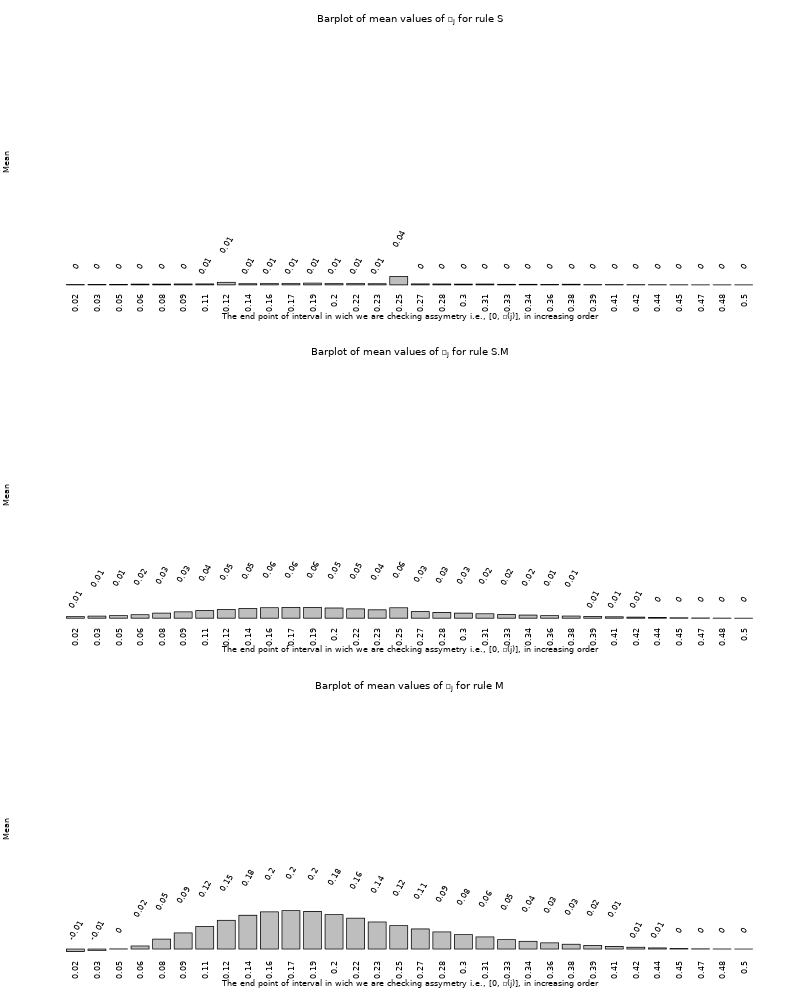 Barplot of mean values of □j for rule S
Mean
0 0 0 0 0 0 0.01 0.01 0.01 0.01 0.01 0.01 0.01 0.01 0.01 0.04 0 0 0 0 0 0 0 0 0 0 0 0 0 0 0 0
0.02 0.03 0.05 0.06 0.08 0.09 0.11 0.12 0.14 0.16 0.17 0.19 0.2 0.22 0.23 0.25 0.27 0.28 0.3 0.31 0.33 0.34 0.36 0.38 0.39 0.41 0.42 0.44 0.45 0.47 0.48 0.5
The end point of interval in wich we are checking assymetry i.e., [0, □(j)], in increasing order
Barplot of mean values of □j for rule S.M
Mean
0.01 0.01 0.01 0.02 0.03 0.03 0.04 0.05 0.05 0.06 0.06 0.06 0.05 0.05 0.04 0.06 0.03 0.03 0.03 0.02 0.02 0.02 0.01 0.01 0.01 0.01 0.01 0 0 0 0 0
0.02 0.03 0.05 0.06 0.08 0.09 0.11 0.12 0.14 0.16 0.17 0.19 0.2 0.22 0.23 0.25 0.27 0.28 0.3 0.31 0.33 0.34 0.36 0.38 0.39 0.41 0.42 0.44 0.45 0.47 0.48 0.5
The end point of interval in wich we are checking assymetry i.e., [0, □(j)], in increasing order
Barplot of mean values of □j for rule M
Mean
-0.01 -0.01 0 0.02 0.05 0.09 0.12 0.15 0.18 0.2 0.2 0.2 0.18 0.16 0.14 0.12 0.11 0.09 0.08 0.06 0.05 0.04 0.03 0.03 0.02 0.01 0.01 0.01 0 0 0 0
0.02 0.03 0.05 0.06 0.08 0.09 0.11 0.12 0.14 0.16 0.17 0.19 0.2 0.22 0.23 0.25 0.27 0.28 0.3 0.31 0.33 0.34 0.36 0.38 0.39 0.41 0.42 0.44 0.45 0.47 0.48 0.5
The end point of interval in wich we are checking assymetry i.e., [0, □(j)], in increasing order